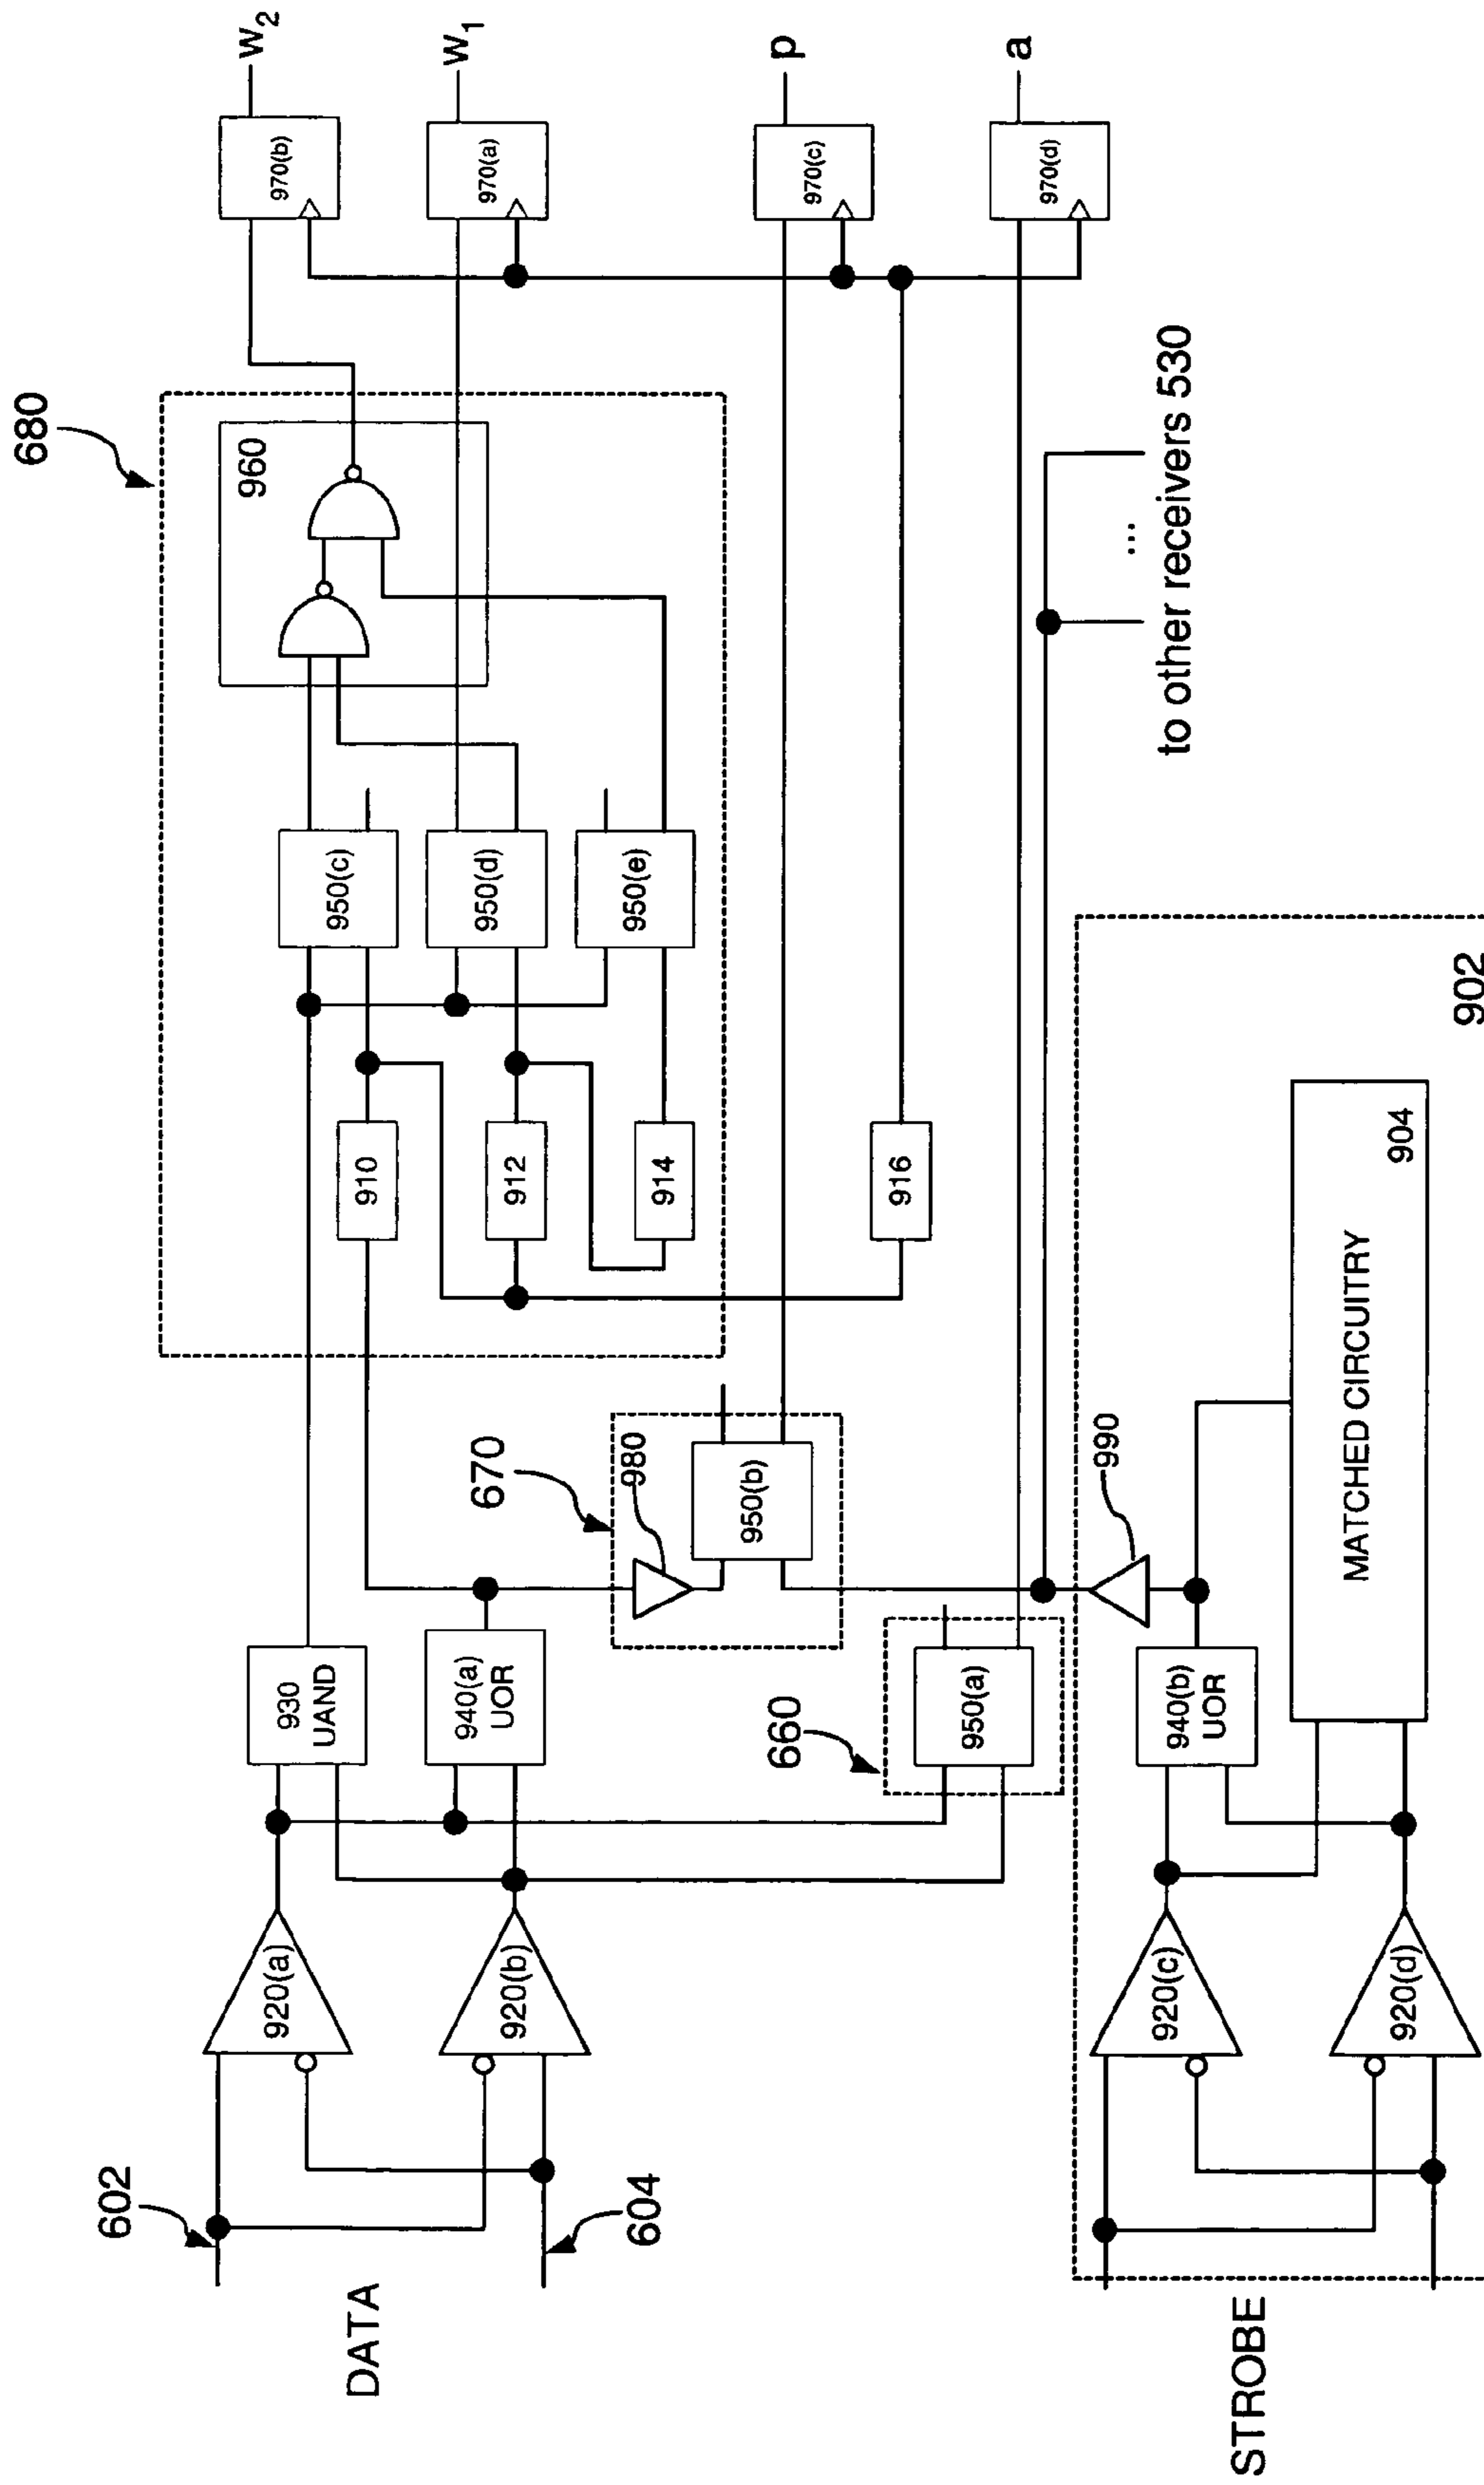 680
960
w2
970(b)
w1
970(a)
950(c)
950(d)
950(e)
910
912
914
916
p
970(c)
a
970(d)
602
DATA
604
920(a)
920(b)
930
UAND
940(a)
UOR
670
980
950(b)
660
950(a)
to other receivers 530
...
STROBE
920(c)
920(d)
940(b)
UOR
990
MATCHED CIRCUITRY
904
902